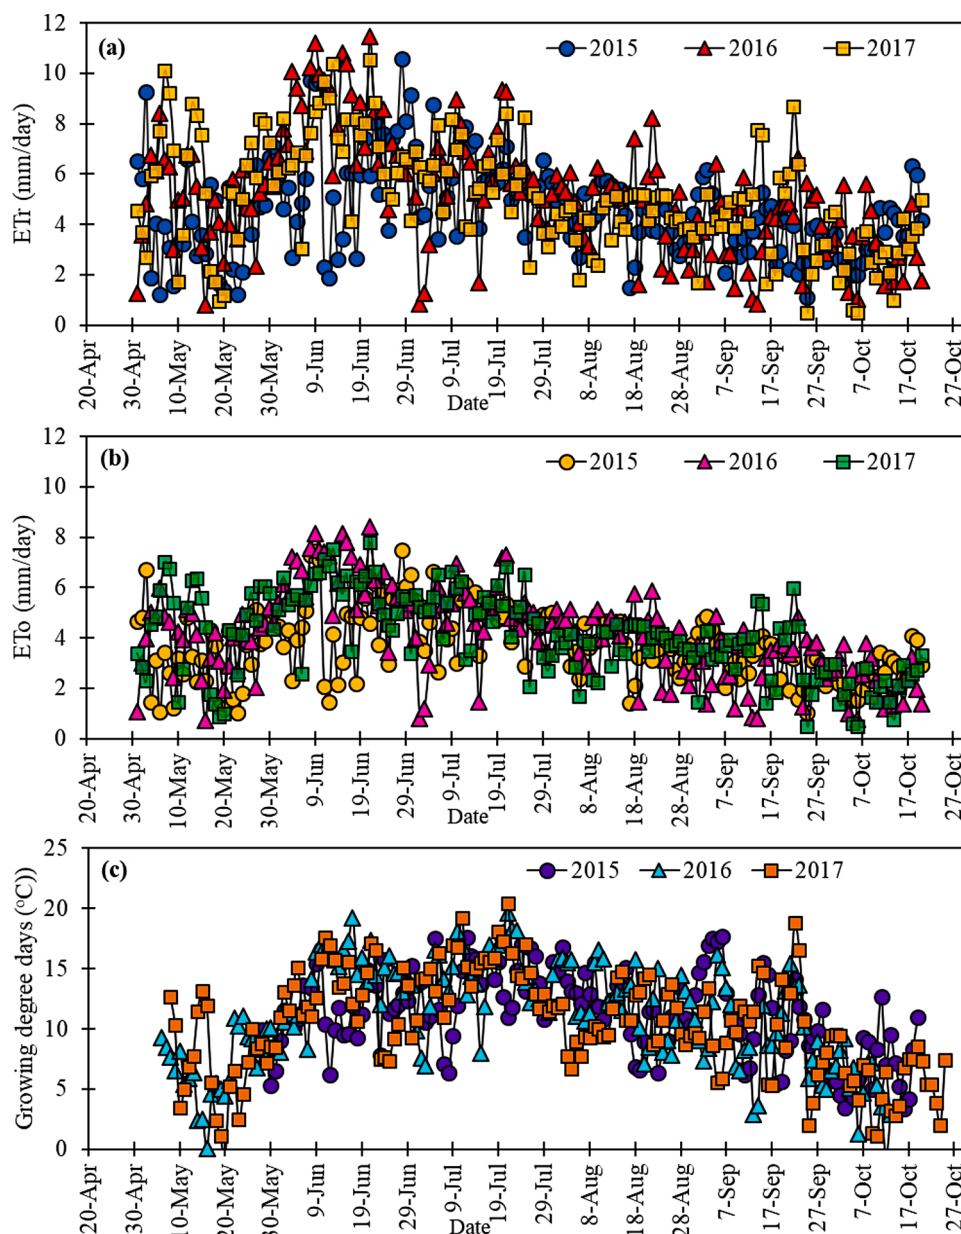 (a)
2015 2016 2017
ETr (mm/day)
12
10
8
6
4
2
0
20-Apr 30-Apr 10-May 20-May 30-May 9-Jun 19-Jun 29-Jun 9-Jul 19-Jul 29-Jul 8-Aug 18-Aug 28-Aug 7-Sep 17-Sep 27-Sep 7-Oct 17-Oct 27-Oct
Date
(b)
2015 2016 2017
ETo (mm/day)
12
10
8
6
4
2
0
20-Apr 30-Apr 10-May 20-May 30-May 9-Jun 19-Jun 29-Jun 9-Jul 19-Jul 29-Jul 8-Aug 18-Aug 28-Aug 7-Sep 17-Sep 27-Sep 7-Oct 17-Oct 27-Oct
Date
(c)
2015 2016 2017
Growing degree days (°C))
25
20
15
10
5
0
20-Apr 30-Apr 10-May 20-May 30-May 9-Jun 19-Jun 29-Jun 9-Jul 19-Jul 29-Jul 8-Aug 18-Aug 28-Aug 7-Sep 17-Sep 27-Sep 7-Oct 17-Oct 27-Oct
Date